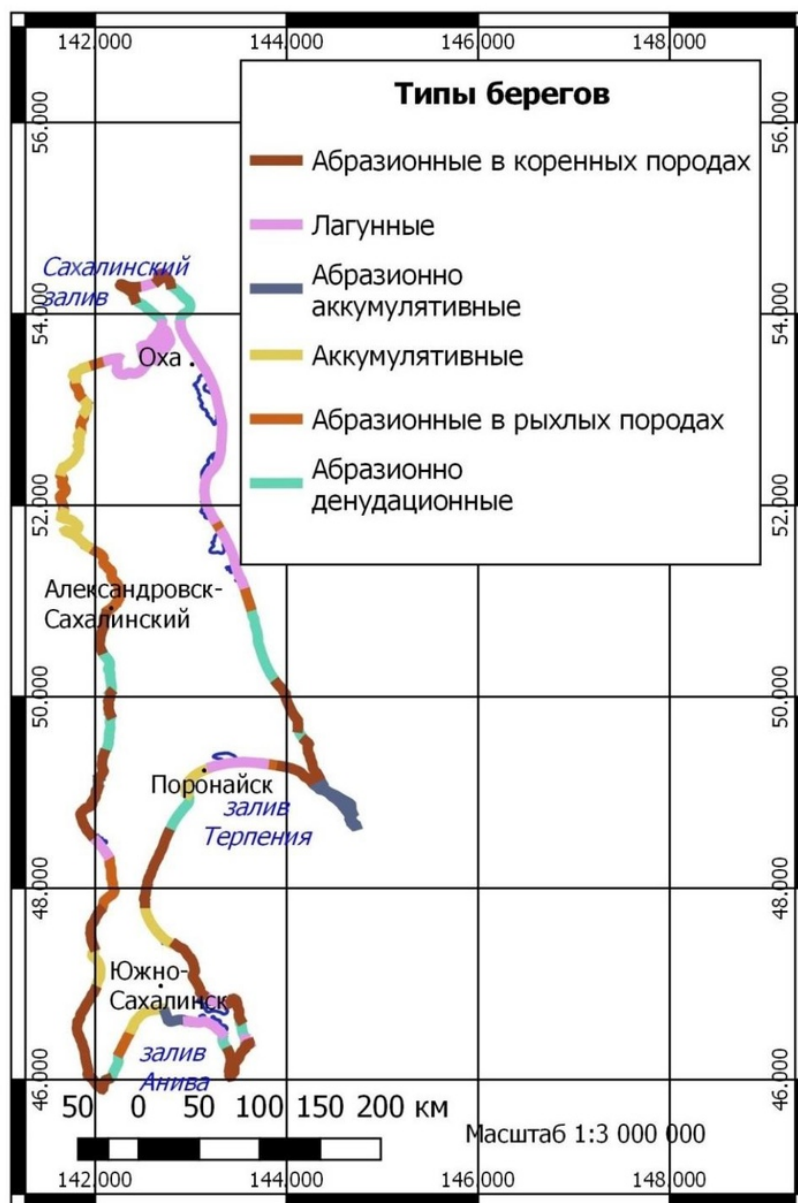 142.000 144.000 146.000 148.000
Типы берегов
Абразионные в коренных породах
Лагунные
Абразионно
аккумулятивные
Аккумулятивные
Абразионные в рыхлых породах
Абразионно
денудационные
56.000
56.000
Сахалинский
залив
54.000
54.000
Оха
52.000
52.000
Александровск-
Сахалинский
50.000
50.000
Поронайск
залив
Терпения
48.000
48.000
Южно-
Сахалинск
залив
Анива
46.000
46.000
50 0 50 100 150 200 км
Масштаб 1:3 000 000
142.000 144.000 146.000 148.000